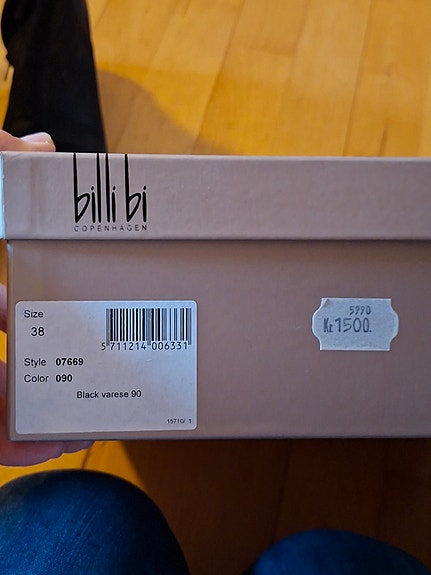 billi bi
COPENHAGEN
Size
38
5 711214 006331
Style 07669
Color 090
Black varese 90
15710/ 1
5990
Kr.1500.